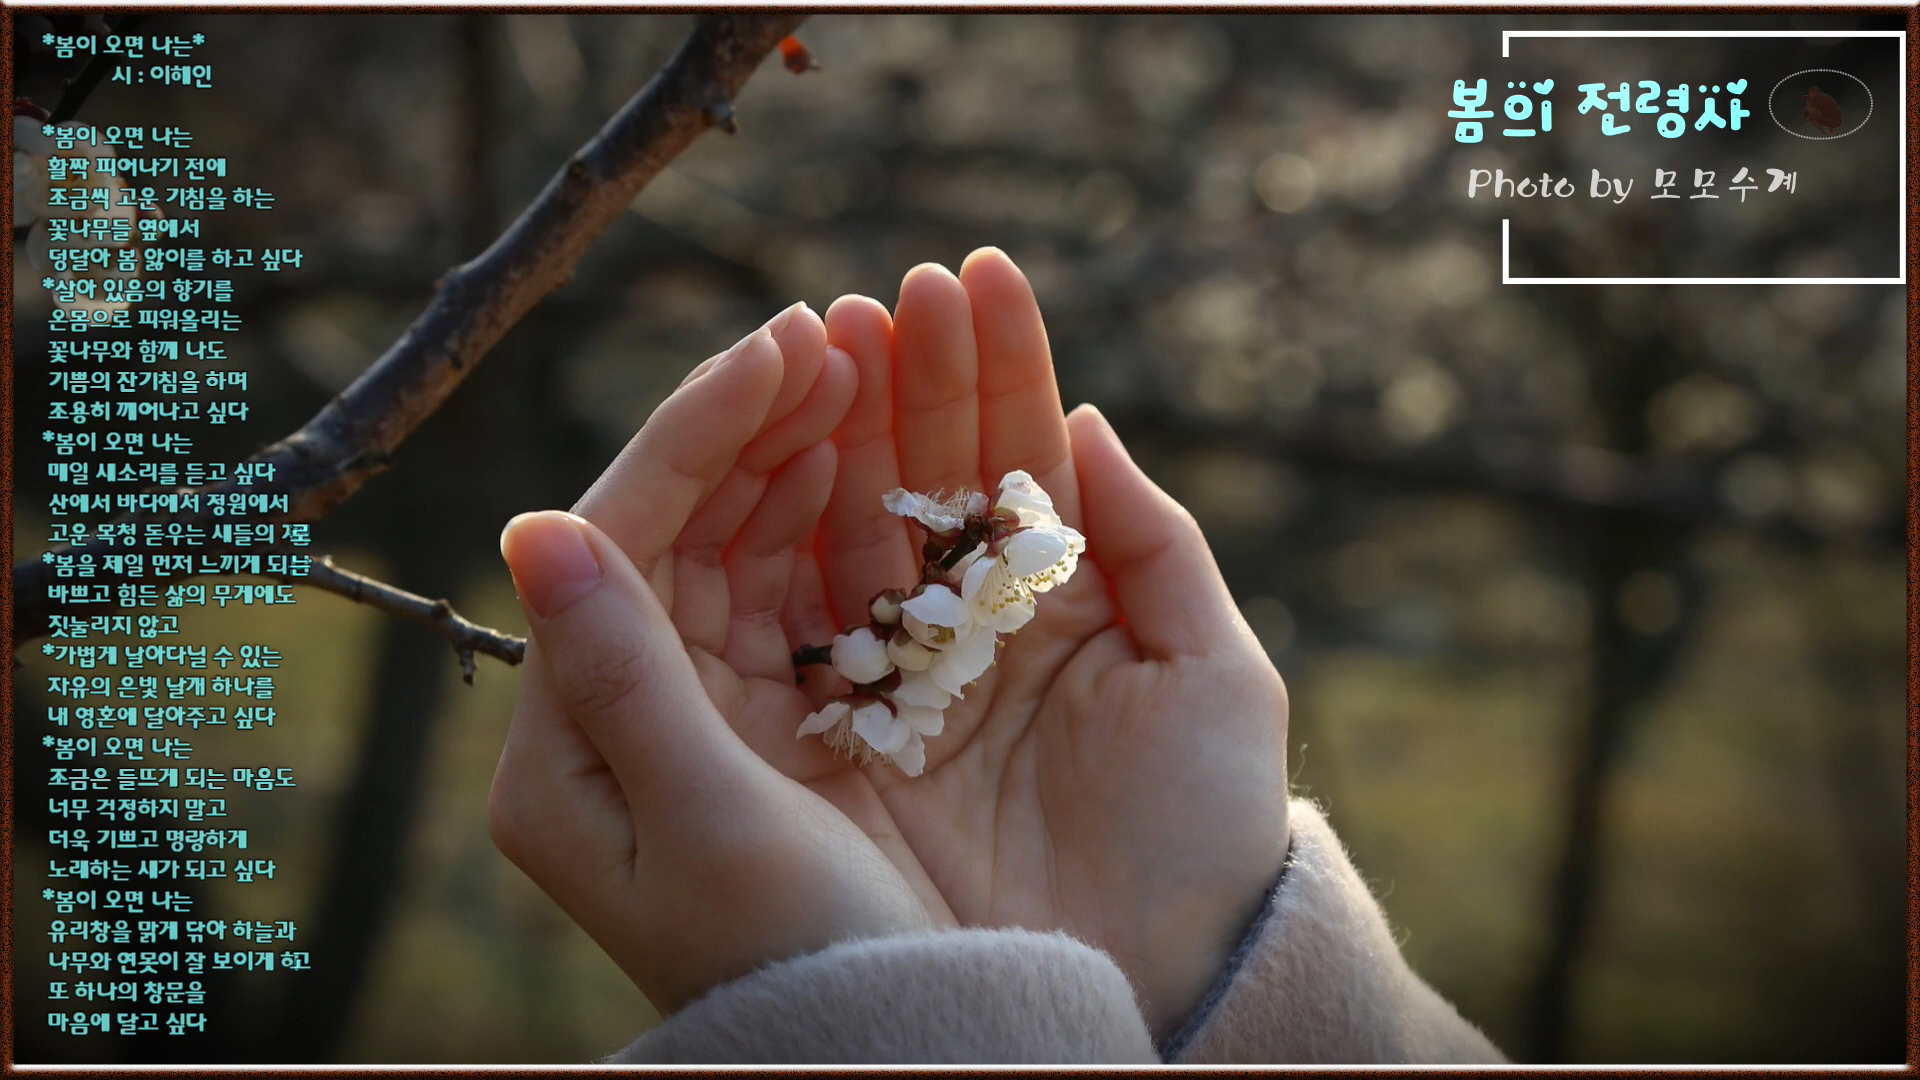 *봄이 오면 나는*
시 : 이해인
*봄이 오면 나는
활짝 피어나기 전에
조금씩 고운 기침을 하는
꽃나무들 옆에서
덩달아 봄 앓이를 하고 싶다
*살아 있음의 향기를
온몸으로 피워올리는
꽃나무와 함께 나도
기쁨의 잔기침을 하며
조용히 깨어나고 싶다
*봄이 오면 나는
매일 새소리를 듣고 싶다
산에서 바다에서 정원에서
고운 목청 돋우는 새들의
*봄을 제일 먼저 느끼게 되는
바쁘고 힘든 삶의 무게에도
짓눌리지 않고
*가볍게 날아다닐 수 있는
자유의 은빛 날개 하나를
내 영혼에 달아주고 싶다
*봄이 오면 나는
조금은 들뜨게 되는 마음도
너무 걱정하지 말고
더욱 기쁘고 명랑하게
노래하는 새가 되고 싶다
*봄이 오면 나는
유리창을 맑게 닦아 하늘과
나무와 연못이 잘 보이게 하고
또 하나의 창문을
마음에 달고 싶다
봄의 전령사
Photo by 모모수계